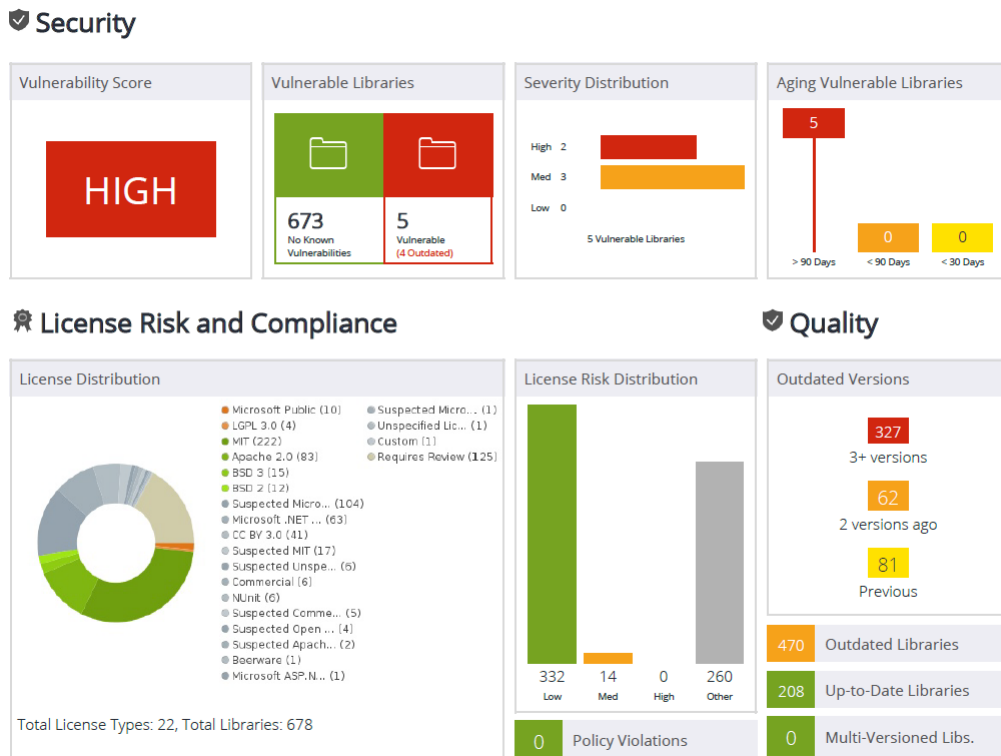 Security
Vulnerability Score
HIGH
Vulnerable Libraries
673
No Known
Vulnerabilities
5
Vulnerable
(4 Outdated)
Severity Distribution
High 2
Med 3
Low 0
5 Vulnerable Libraries
Aging Vulnerable Libraries
5
0
0
> 90 Days
< 90 Days
< 30 Days
License Risk and Compliance
License Distribution
Microsoft Public (10)
LGPL 3.0 (4)
MIT (222)
Apache 2.0 (83)
BSD 3 (15)
BSD 2 (12)
Suspected Micro... (104)
Microsoft .NET ... (63)
CC BY 3.0 (41)
Suspected MIT (17)
Suspected Unspe... (6)
Commercial (6)
NUnit (6)
Suspected Comme... (5)
Suspected Open ... (4)
Suspected Apach... (2)
Beerware (1)
Microsoft ASP.N... (1)
Suspected Micro... (1)
Unspecified Lic... (1)
Custom (1)
Requires Review (125)
Total License Types: 22, Total Libraries: 678
License Risk Distribution
332
14
0
260
Low
Med
High
Other
0 Policy Violations
Quality
Outdated Versions
327
3+ versions
62
2 versions ago
81
Previous
470 Outdated Libraries
208 Up-to-Date Libraries
0 Multi-Versioned Libs.